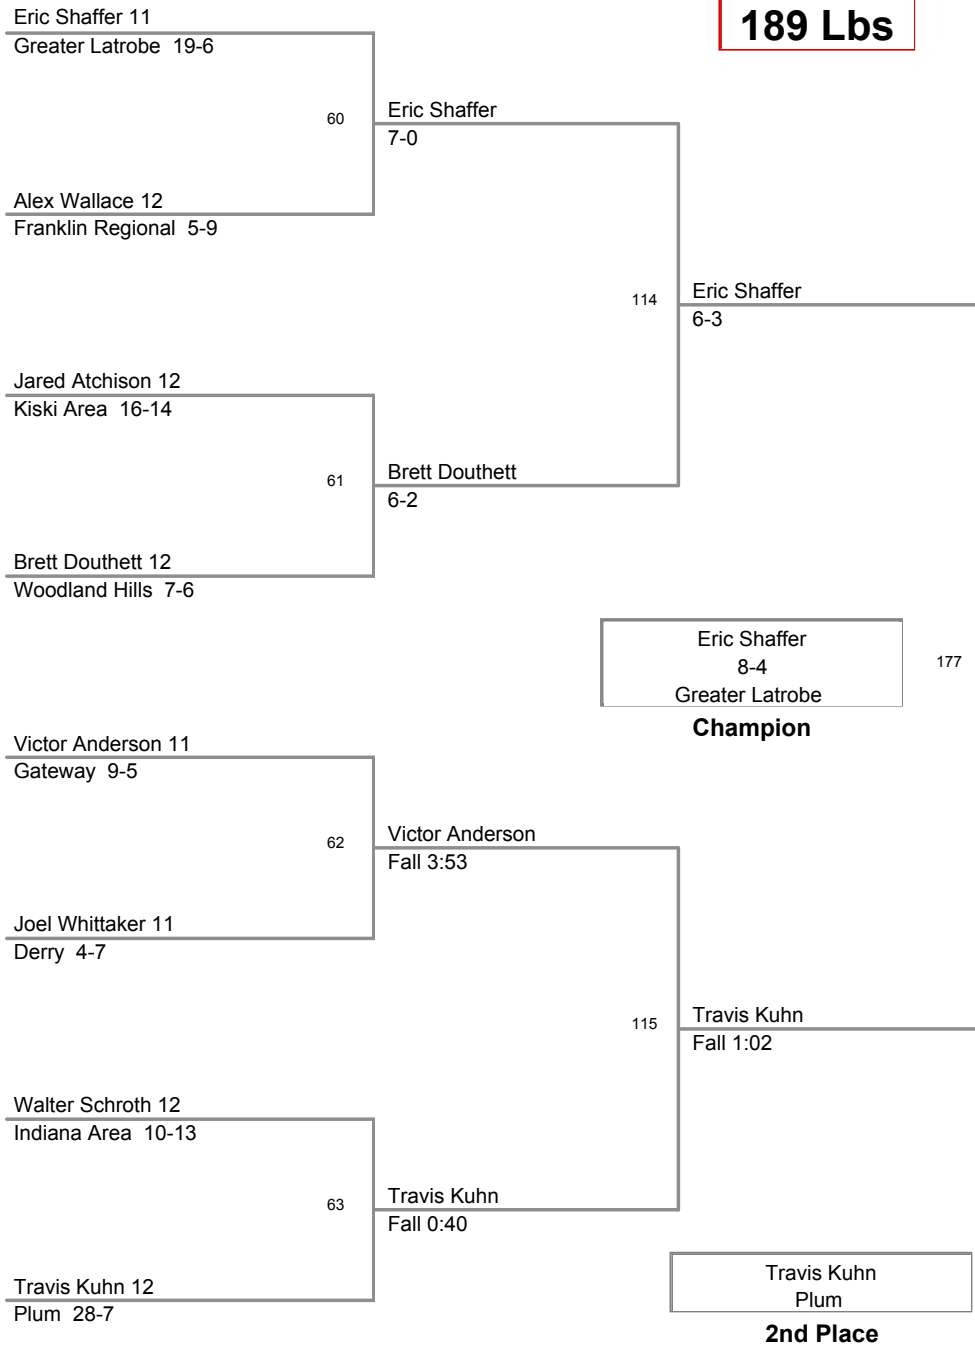 Eric Shaffer 11
Greater Latrobe 19-6
189 Lbs
60
Eric Shaffer
7-0
Alex Wallace 12
Franklin Regional 5-9
114
Eric Shaffer
6-3
Jared Atchison 12
Kiski Area 16-14
61
Brett Douthett
6-2
Brett Douthett 12
Woodland Hills 7-6
Eric Shaffer
8-4
Greater Latrobe
177
Champion
Victor Anderson 11
Gateway 9-5
62
Victor Anderson
Fall 3:53
Joel Whittaker 11
Derry 4-7
115
Travis Kuhn
Fall 1:02
Walter Schroth 12
Indiana Area 10-13
63
Travis Kuhn
Fall 0:40
Travis Kuhn 12
Plum 28-7
Travis Kuhn
Plum
2nd Place